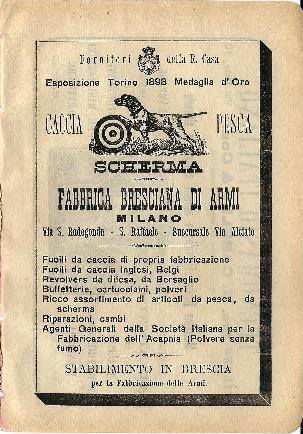 Fornitori della R. Casa
Esposizione Torino 1898 Medaglia d'Oro
CACCIA PESCA
SCHERMA
FABBRICA BRESCIANA DI ARMI
MILANO
Via S. Radegonda - S. Raffaele - Succursale Via Alciato
Fucili da caccia di propria fabbricazione
Fucili da caccia Inglesi, Belgi
Revolvers da difesa, da Bersaglio
Buffetterie, cartucciami, polveri
Ricco assortimento di articoli da pesca, da
scherma
Riparazioni, cambi
Agenti Generali della Società Italiana per la
Fabbricazione dell'Acapnia (Polvere senza
fumo)
STABILIMENTO IN BRESCIA
per la Fabbricazione delle Armi.